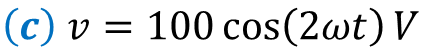 (c) v = 100 cos(2ωt) V